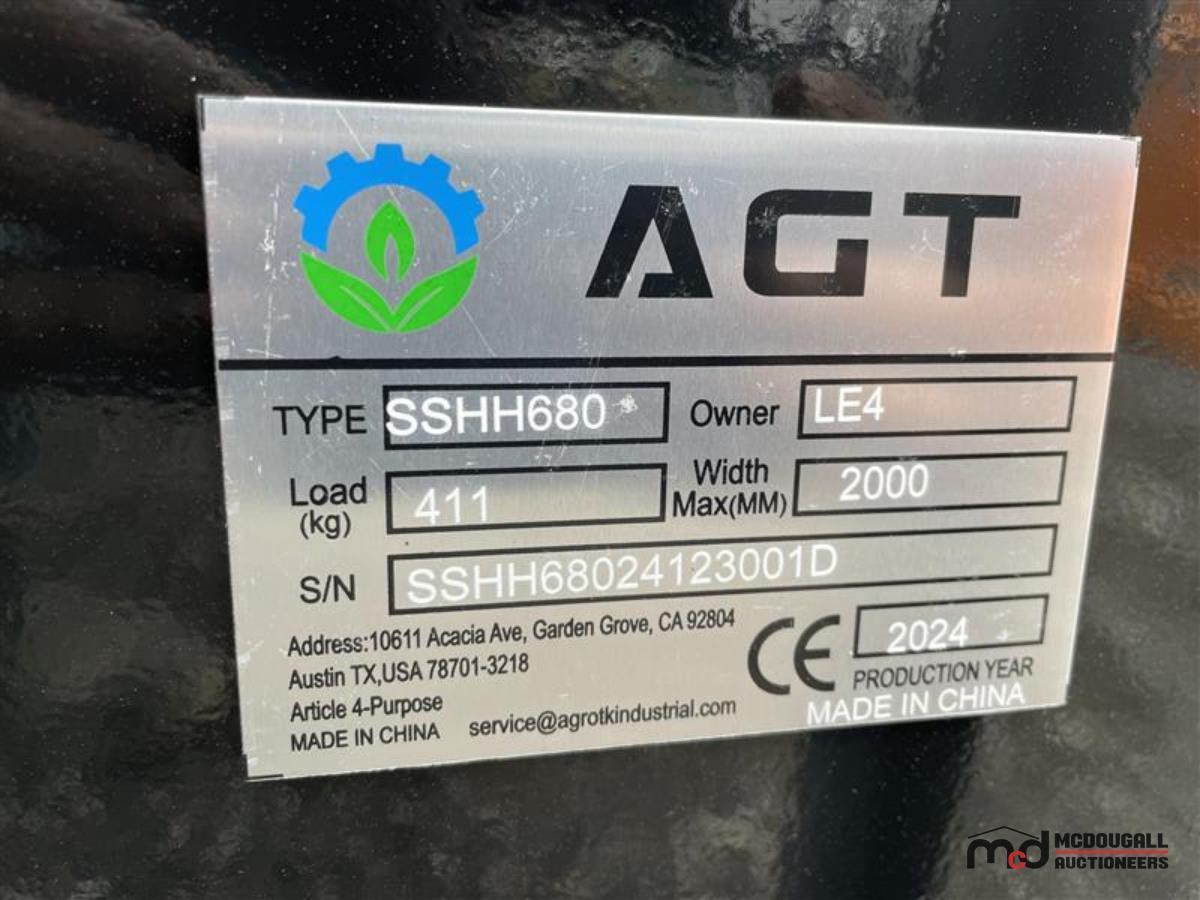 AGT
TYPE SSHH680 Owner LE4
Load (kg) 411 Width Max(MM) 2000
S/N SSHH68024123001D
Address:10611 Acacia Ave, Garden Grove, CA 92804
Austin TX,USA 78701-3218
Article 4-Purpose
MADE IN CHINA service@agrotkindustrial.com
CE 2024
PRODUCTION YEAR
MADE IN CHINA
mcd MCDOUGALL
AUCTIONEERS